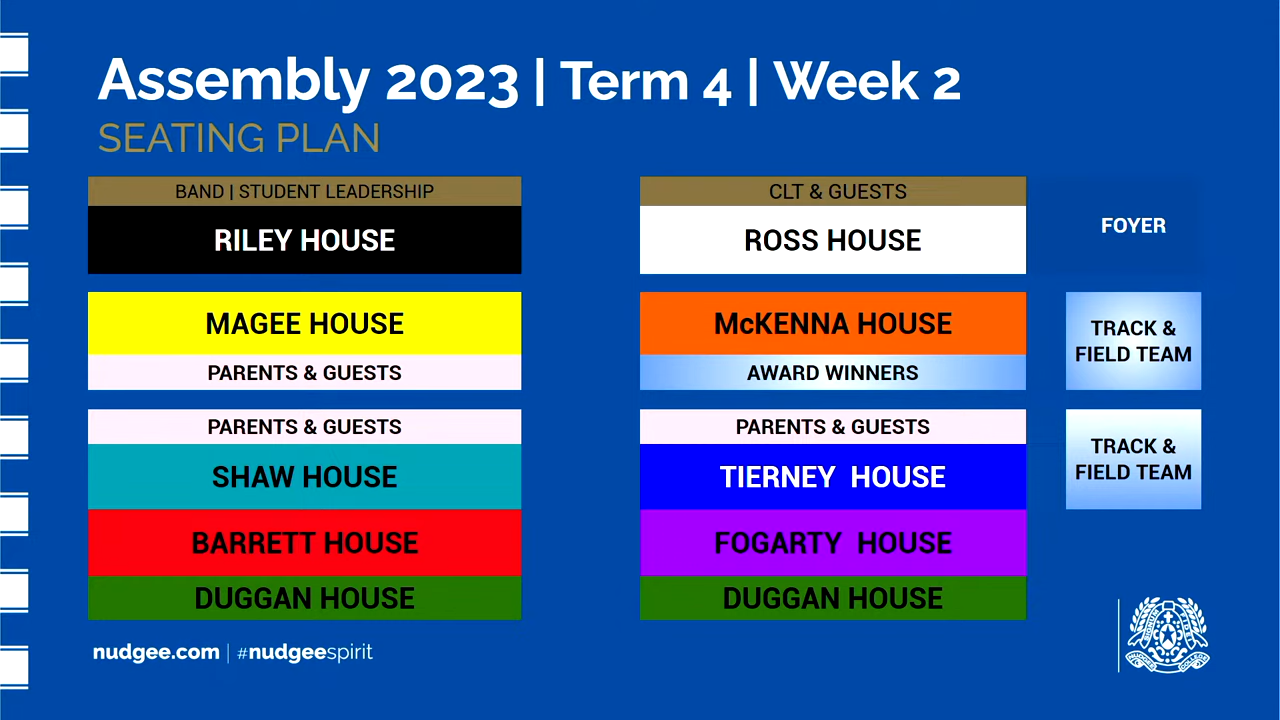 Assembly 2023 | Term 4 | Week 2
SEATING PLAN
BAND | STUDENT LEADERSHIP
RILEY HOUSE
MAGEE HOUSE
PARENTS & GUESTS
PARENTS & GUESTS
SHAW HOUSE
BARRETT HOUSE
DUGGAN HOUSE
CLT & GUESTS
ROSS HOUSE
McKENNA HOUSE
AWARD WINNERS
PARENTS & GUESTS
TIERNEY HOUSE
FOGARTY HOUSE
DUGGAN HOUSE
FOYER
TRACK &
FIELD TEAM
TRACK &
FIELD TEAM
nudgee.com | #nudgeespirit